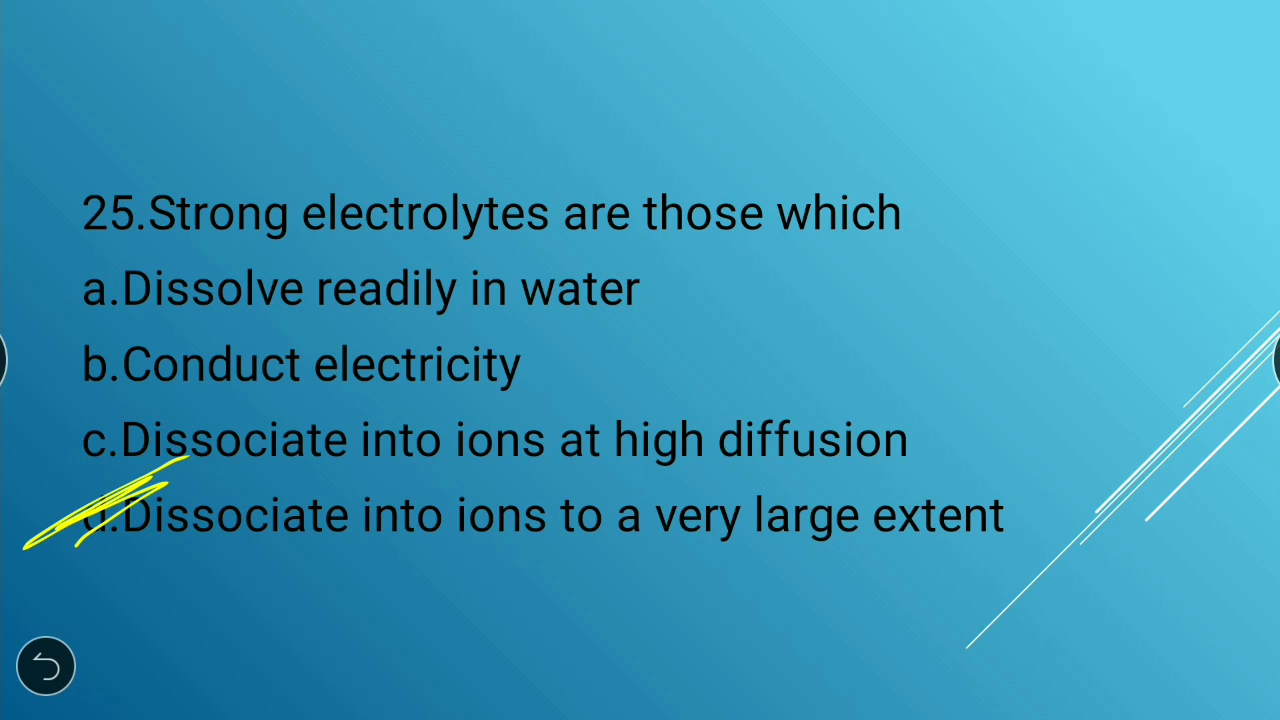 25.Strong electrolytes are those which
a.Dissolve readily in water
b.Conduct electricity
c.Dissociate into ions at high diffusion
d.Dissociate into ions to a very large extent